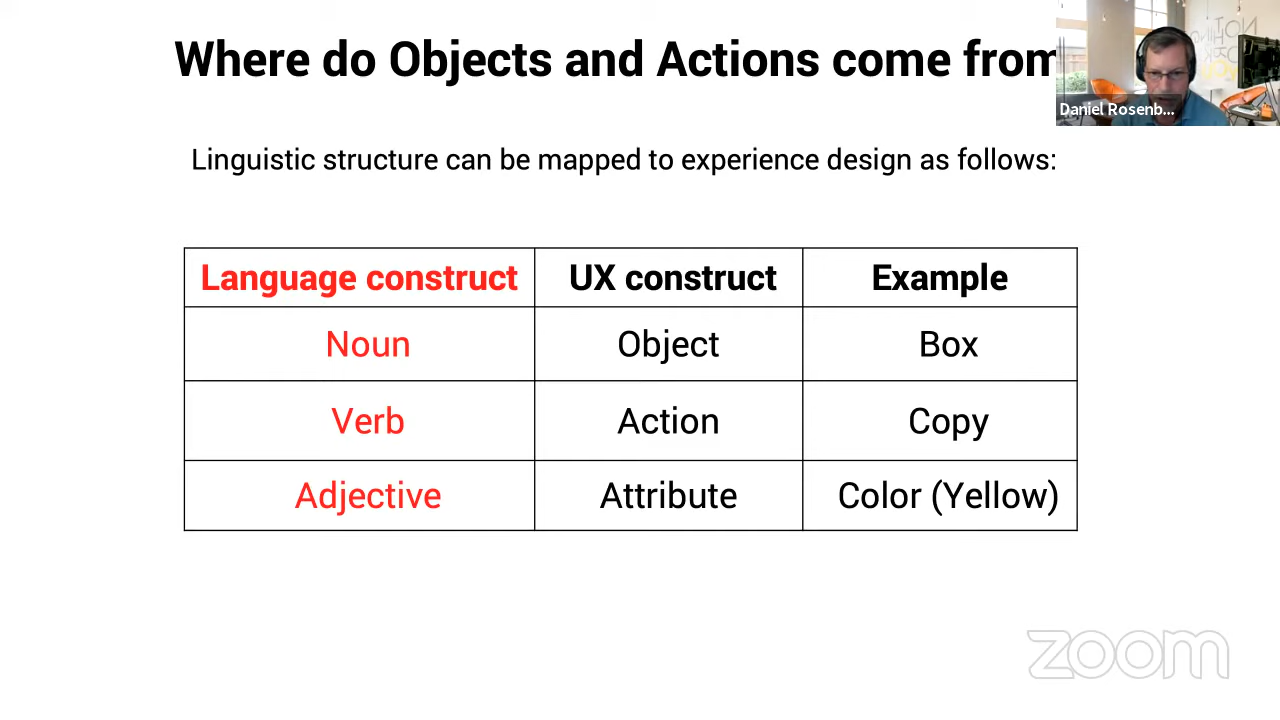 Where do Objects and Actions come from
Daniel Rosenb...
Linguistic structure can be mapped to experience design as follows:
Language construct UX construct Example
Noun Object Box
Verb Action Copy
Adjective Attribute Color (Yellow)
zoom